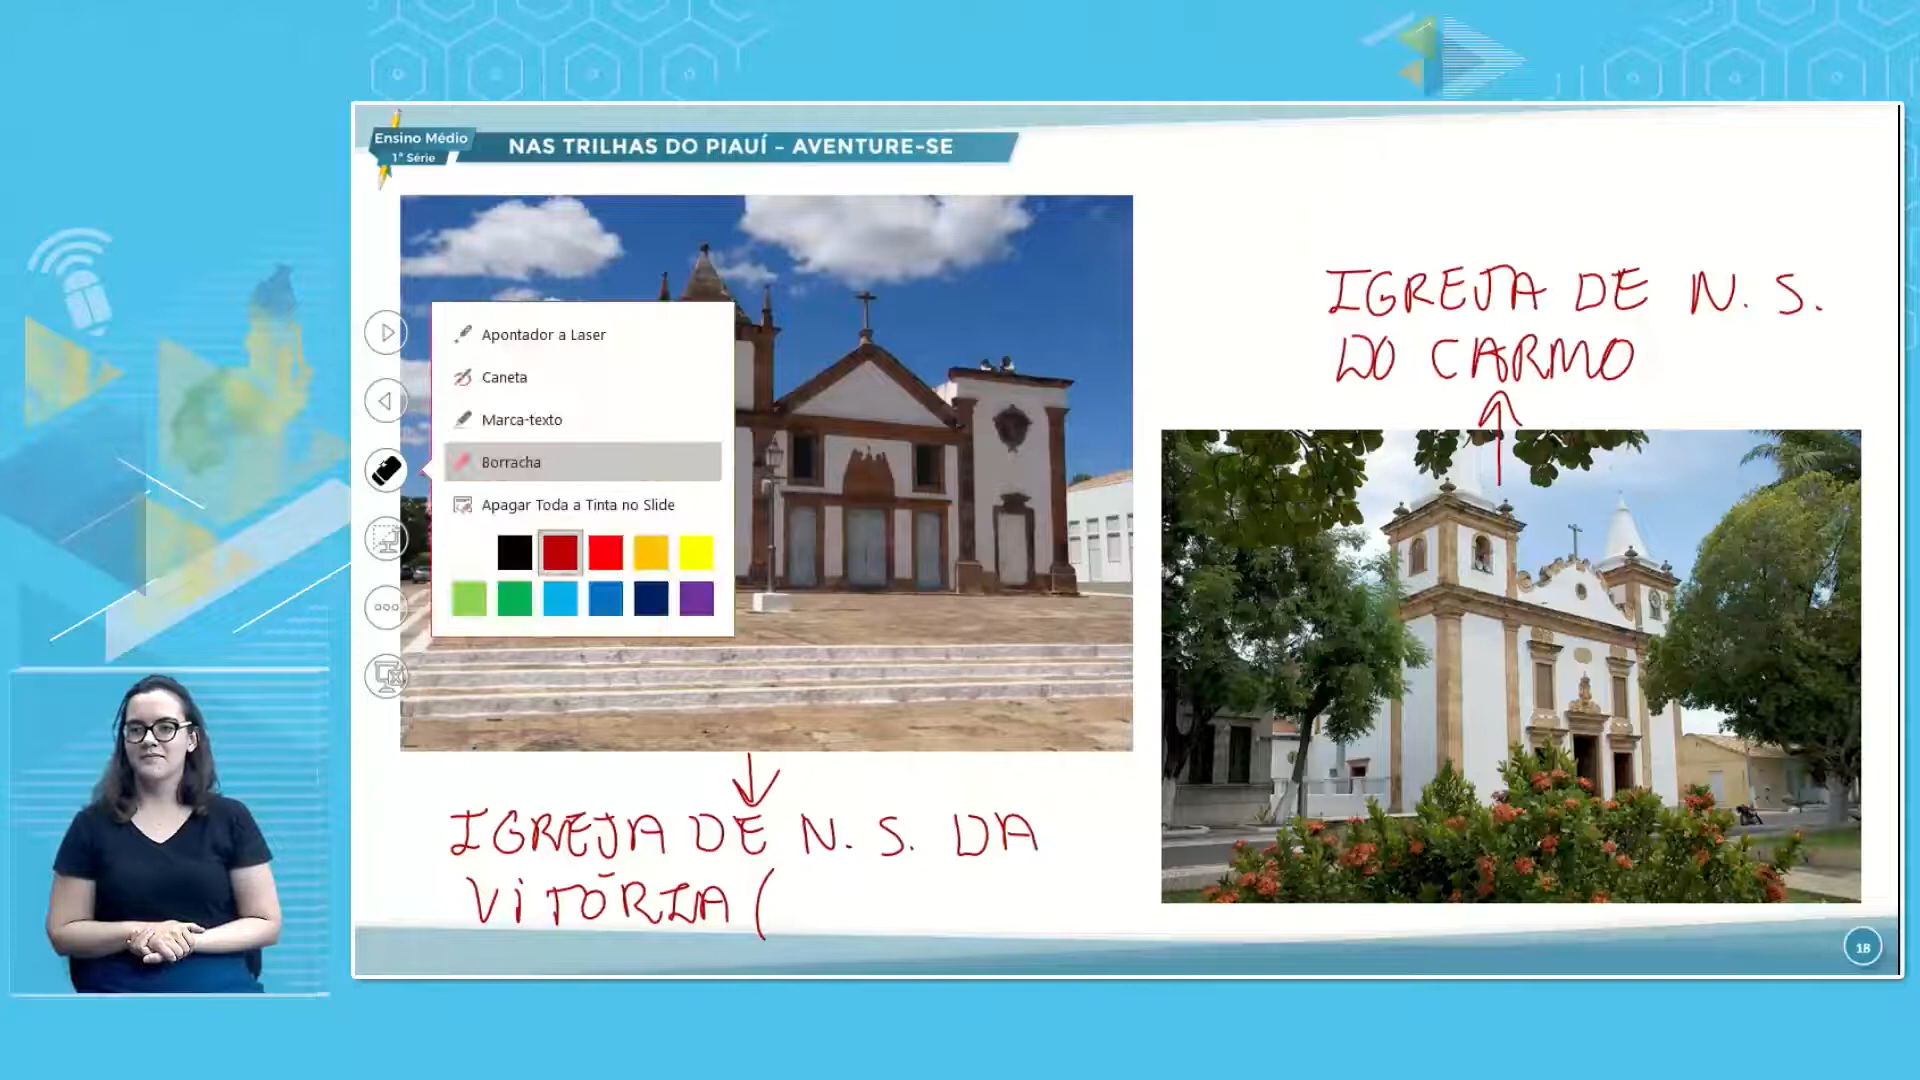 Ensino Médio
1ª Série
NAS TRILHAS DO PIAUÍ - AVENTURE-SE
Apontador a Laser
Caneta
Marca-texto
Borracha
Apagar Toda a Tinta no Slide
IGREJA DE N. S.
DO CARMO
IGREJA DE N. S. DA
VITÓRIA (
18